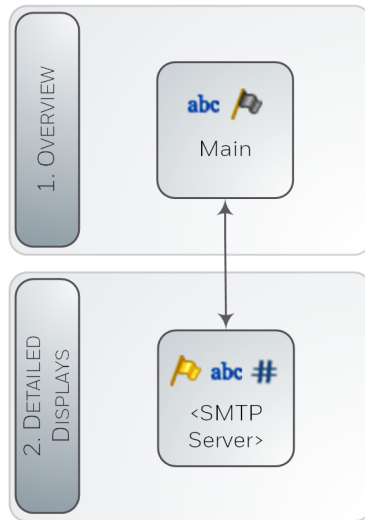 1. OVERVIEW
abc
Main
2. DETAILED
DISPLAYS
abc #
<SMTP
Server>